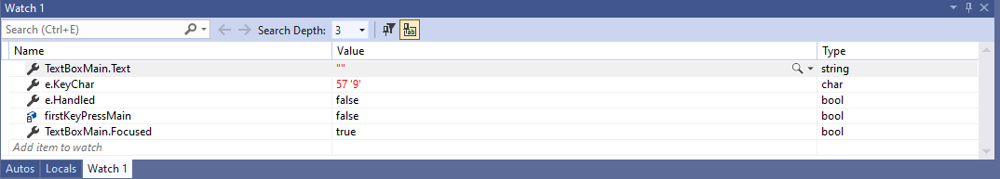 Watch 1
Search (Ctrl+E) Search Depth: 3
Name Value Type
TextBoxMain.Text "" string
e.KeyChar 57 '9' char
e.Handled false bool
firstKeyPressMain false bool
TextBoxMain.Focused true bool
Add item to watch
Autos Locals Watch 1